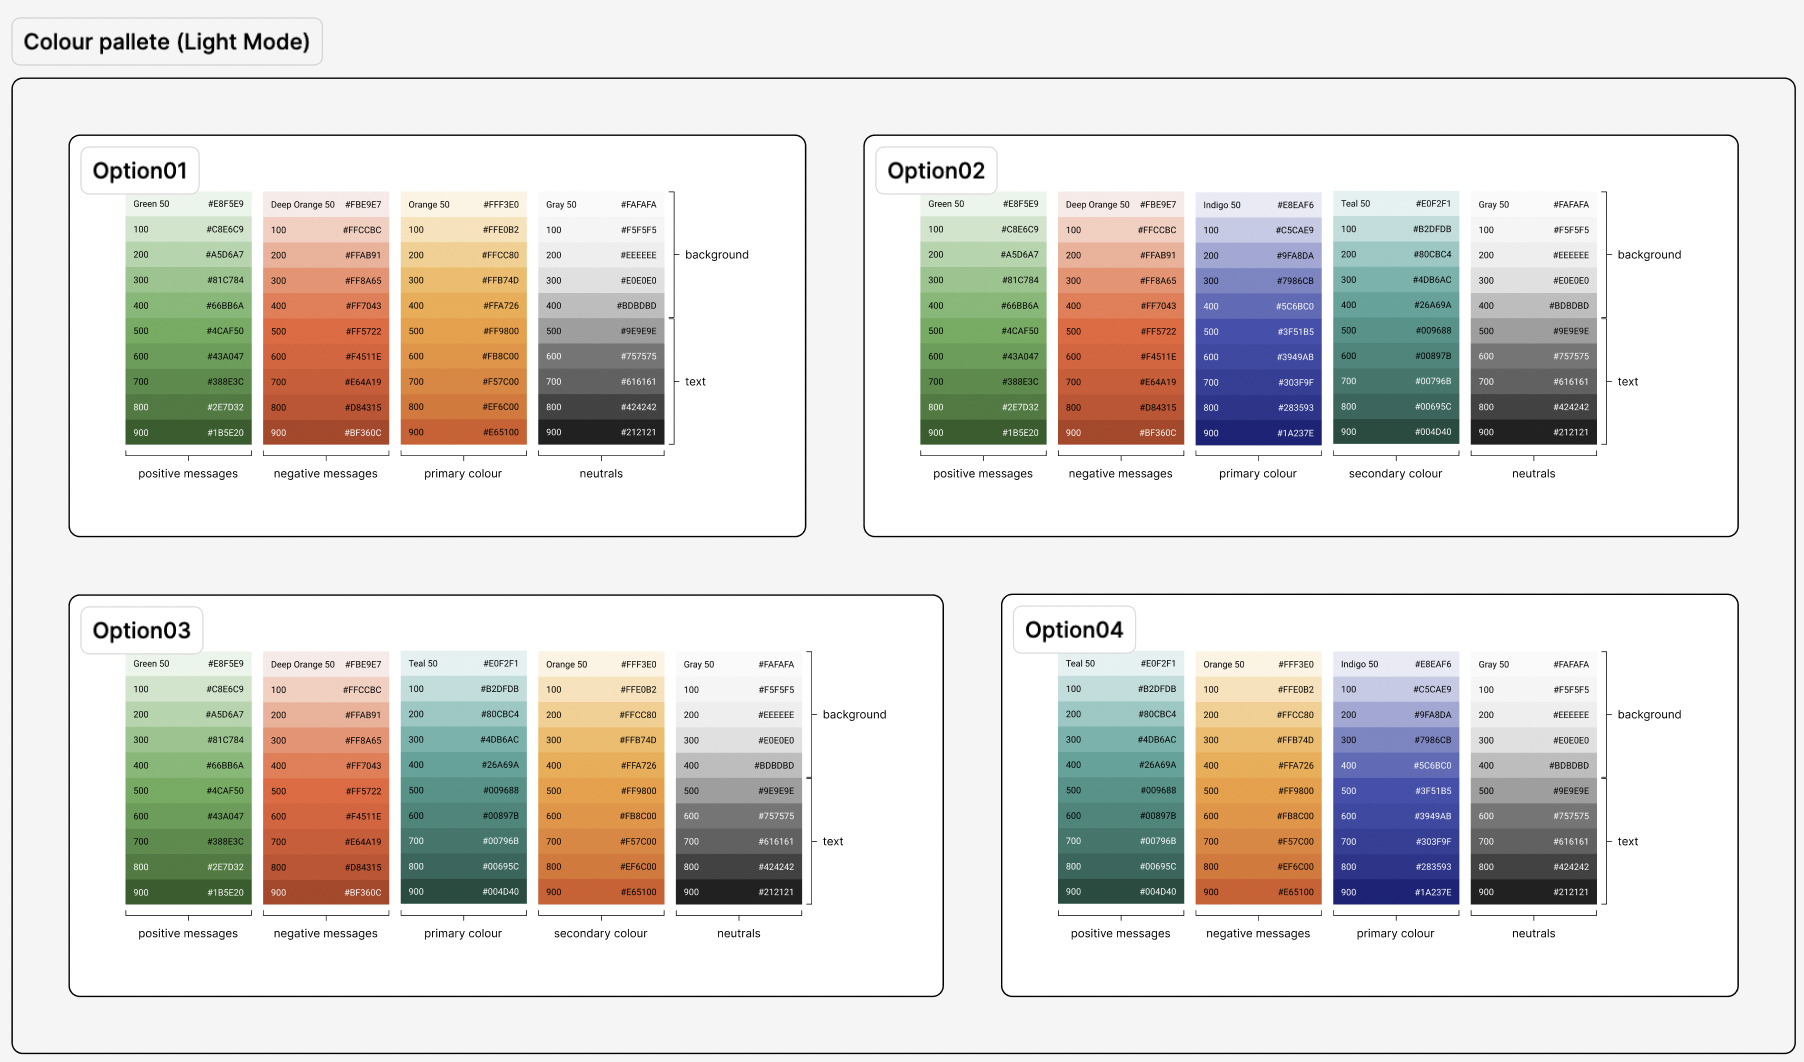 Colour pallete (Light Mode)
Option01
Green 50 #E8F5E9 Deep Orange 50 #FBE9E7 Orange 50 #FFF3E0 Gray 50 #FAFAFA
100 #C8E6C9 100 #FFCCBC 100 #FFE0B2 100 #F5F5F5
200 #A5D6A7 200 #FFAB91 200 #FFCC80 200 #EEEEEE
background
300 #81C784 300 #FF8A65 300 #FFB74D 300 #E0E0E0
400 #66BB6A 400 #FF7043 400 #FFA726 400 #BDBDBD
500 #4CAF50 500 #FF5722 500 #FF9800 500 #9E9E9E
600 #43A047 600 #F4511E 600 #FB8C00 600 #757575
700 #388E3C 700 #E64A19 700 #F57C00 700 #616161
text
800 #2E7D32 800 #D84315 800 #EF6C00 800 #424242
900 #1B5E20 900 #BF360C 900 #E65100 900 #212121
positive messages negative messages primary colour neutrals
Option02
Green 50 #E8F5E9 Deep Orange 50 #FBE9E7 Indigo 50 #E8EAF6 Teal 50 #E0F2F1 Gray 50 #FAFAFA
100 #C8E6C9 100 #FFCCBC 100 #C5CAE9 100 #B2DFDB 100 #F5F5F5
200 #A5D6A7 200 #FFAB91 200 #9FA8DA 200 #80CBC4 200 #EEEEEE
background
300 #81C784 300 #FF8A65 300 #7986CB 300 #4DB6AC 300 #E0E0E0
400 #66BB6A 400 #FF7043 400 #5C6BC0 400 #26A69A 400 #BDBDBD
500 #4CAF50 500 #FF5722 500 #3F51B5 500 #009688 500 #9E9E9E
600 #43A047 600 #F4511E 600 #3949AB 600 #00897B 600 #757575
700 #388E3C 700 #E64A19 700 #303F9F 700 #00796B 700 #616161
text
800 #2E7D32 800 #D84315 800 #283593 800 #00695C 800 #424242
900 #1B5E20 900 #BF360C 900 #1A237E 900 #004D40 900 #212121
positive messages negative messages primary colour secondary colour neutrals
Option03
Green 50 #E8F5E9 Deep Orange 50 #FBE9E7 Teal 50 #E0F2F1 Orange 50 #FFF3E0 Gray 50 #FAFAFA
100 #C8E6C9 100 #FFCCBC 100 #B2DFDB 100 #FFE0B2 100 #F5F5F5
200 #A5D6A7 200 #FFAB91 200 #80CBC4 200 #FFCC80 200 #EEEEEE
background
300 #81C784 300 #FF8A65 300 #4DB6AC 300 #FFB74D 300 #E0E0E0
400 #66BB6A 400 #FF7043 400 #26A69A 400 #FFA726 400 #BDBDBD
500 #4CAF50 500 #FF5722 500 #009688 500 #FF9800 500 #9E9E9E
600 #43A047 600 #F4511E 600 #00897B 600 #FB8C00 600 #757575
700 #388E3C 700 #E64A19 700 #00796B 700 #F57C00 700 #616161
text
800 #2E7D32 800 #D84315 800 #00695C 800 #EF6C00 800 #424242
900 #1B5E20 900 #BF360C 900 #004D40 900 #E65100 900 #212121
positive messages negative messages primary colour secondary colour neutrals
Option04
Teal 50 #E0F2F1 Orange 50 #FFF3E0 Indigo 50 #E8EAF6 Gray 50 #FAFAFA
100 #B2DFDB 100 #FFE0B2 100 #C5CAE9 100 #F5F5F5
200 #80CBC4 200 #FFCC80 200 #9FA8DA 200 #EEEEEE
background
300 #4DB6AC 300 #FFB74D 300 #7986CB 300 #E0E0E0
400 #26A69A 400 #FFA726 400 #5C6BC0 400 #BDBDBD
500 #009688 500 #FF9800 500 #3F51B5 500 #9E9E9E
600 #00897B 600 #FB8C00 600 #3949AB 600 #757575
700 #00796B 700 #F57C00 700 #303F9F 700 #616161
text
800 #00695C 800 #EF6C00 800 #283593 800 #424242
900 #004D40 900 #E65100 900 #1A237E 900 #212121
positive messages negative messages primary colour neutrals